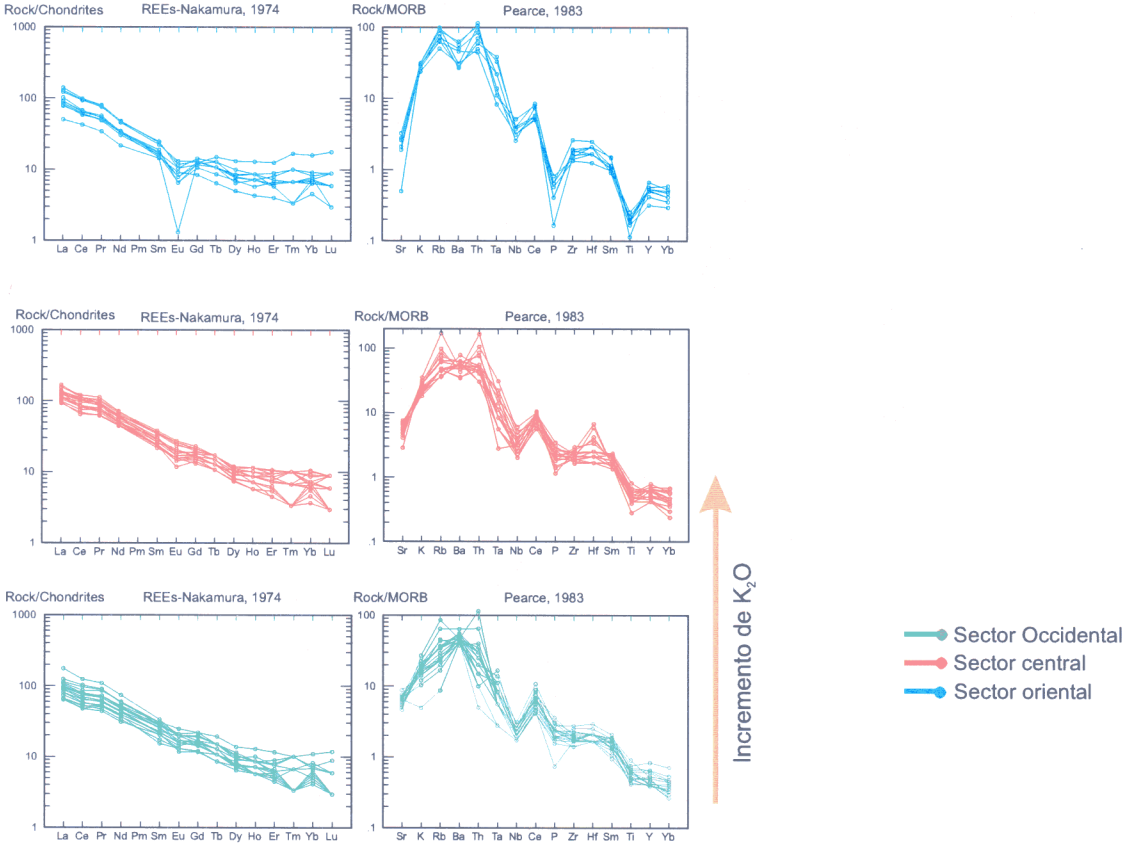 Rock/Chondrites REEs-Nakamura, 1974
1000
100
10
1
La Ce Pr Nd Pm Sm Eu Gd Tb Dy Ho Er Tm Yb Lu
Rock/MORB Pearce, 1983
100
10
1
.1
Sr K Rb Ba Th Ta Nb Ce P Zr Hf Sm Ti Y Yb
Rock/Chondrites REEs-Nakamura, 1974
1000
100
10
1
La Ce Pr Nd Pm Sm Eu Gd Tb Dy Ho Er Tm Yb Lu
Rock/MORB Pearce, 1983
100
10
1
.1
Sr K Rb Ba Th Ta Nb Ce P Zr Hf Sm Ti Y Yb
Rock/Chondrites REEs-Nakamura, 1974
1000
100
10
1
La Ce Pr Nd Pm Sm Eu Gd Tb Dy Ho Er Tm Yb Lu
Rock/MORB Pearce, 1983
100
10
1
.1
Sr K Rb Ba Th Ta Nb Ce P Zr Hf Sm Ti Y Yb
Incremento de K₂O
Sector Occidental
Sector central
Sector oriental